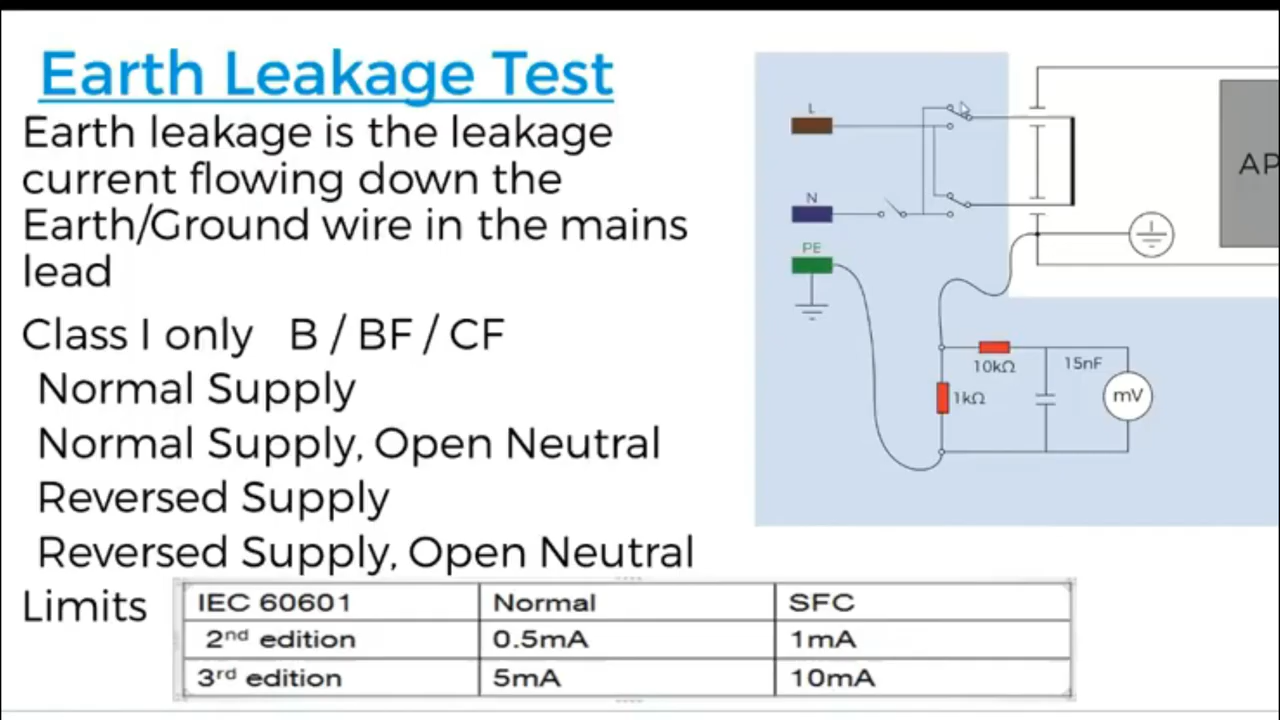 Earth Leakage Test
Earth leakage is the leakage
current flowing down the
Earth/Ground wire in the mains
lead
Class I only B / BF / CF
Normal Supply
Normal Supply, Open Neutral
Reversed Supply
Reversed Supply, Open Neutral
Limits
IEC 60601 Normal SFC
2nd edition 0.5mA 1mA
3rd edition 5mA 10mA
L
N
PE
AP
10kΩ
15nF
1kΩ
mV